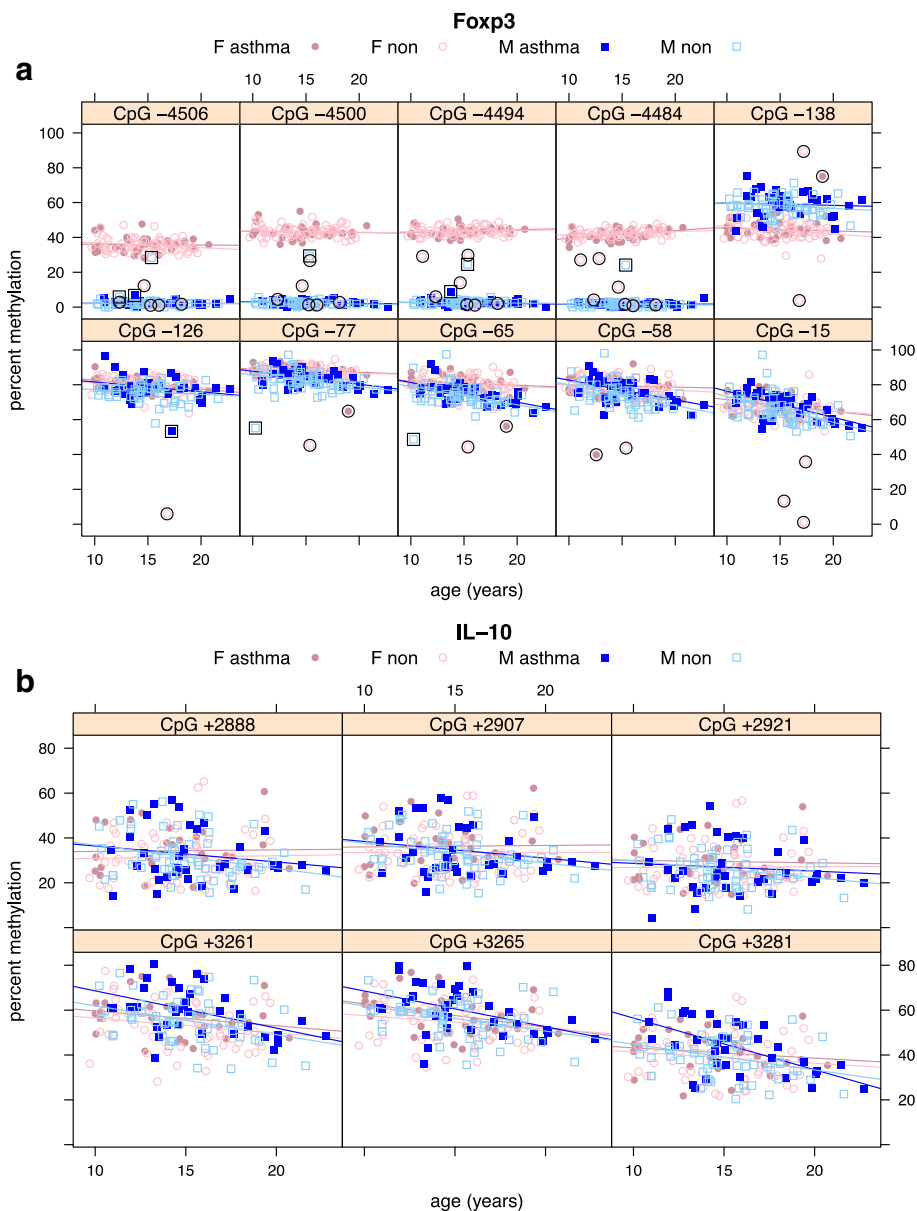 Foxp3
F asthma F non M asthma M non
a
10 15 20 10 15 20
CpG −4506 CpG −4500 CpG −4494 CpG −4484 CpG −138
100
80
60
40
20
0
CpG −126 CpG −77 CpG −65 CpG −58 CpG −15
100
80
60
40
20
0
percent methylation
10 15 20 10 15 20 10 15 20
age (years)
IL−10
F asthma F non M asthma M non
b
10 15 20
CpG +2888 CpG +2907 CpG +2921
80
60
40
20
CpG +3261 CpG +3265 CpG +3281
80
60
40
20
percent methylation
10 15 20 10 15 20
age (years)